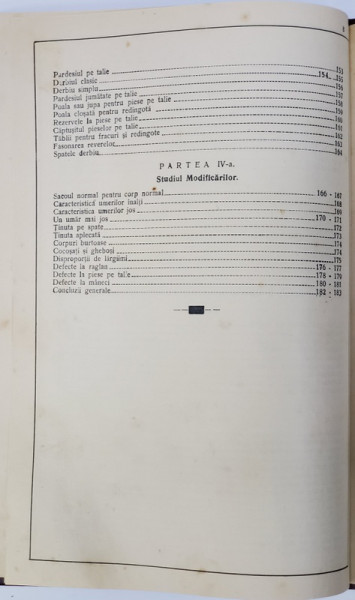 Pardesiul pe talie 153
Derbiul clasic 154, 155
Derbiu simplu 156
Pardesiul jumătate pe talie 157
Puala sau jupa pentru piese pe talie 158
Puala cloșată pentru redingotă 159
Rezervele la piese pe talie 160
Căptușitul pieselor pe talie 161
Tăblii pentru fracuri și redingote 162
Fasonarea reverelor 163
Spatele derbiu 164
PARTEA IV-a.
Studiul Modificărilor.
Sacoul normal pentru corp normal 166 - 167
Caracteristica umerilor înalți 168
Caracteristica umerilor jos 169
Un umăr mai jos 170 - 171
Ținuta pe spate 172
Ținuta aplecată 173
Corpuri burtoase 174
Cocoșați și gheboși 174
Disproporții de lărgimi 175
Defecte la raglan 176 - 177
Defecte la piese pe talie 178 - 179
Defecte la mâneci 180 - 181
Concluzii generale 182 - 183